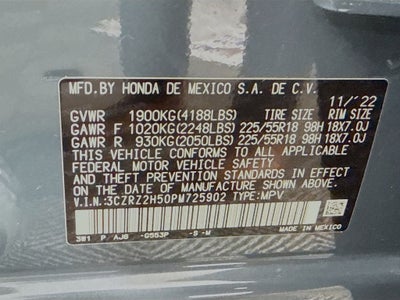 MFD.BY HONDA DE MEXICO S.A. DE C.V.
11/'22
GVWR 1900KG(4188LBS) TIRE SIZE RIM SIZE
GAWR F 1020KG(2248LBS) 225/55R18 98H 18X7.0J
GAWR R 930KG(2050LBS) 225/55R18 98H 18X7.0J
THIS VEHICLE CONFORMS TO ALL APPLICABLE
FEDERAL MOTOR VEHICLE SAFETY AND
THEFT PREVENTION STANDARDS IN EFFECT ON
THE DATE OF MANUFACTURE SHOWN ABOVE.
V.I.N.:3CZRZ2H50PM725902 TYPE:MPV
3W1 P AJ6 -G553P -S -M MADE IN MEXICO